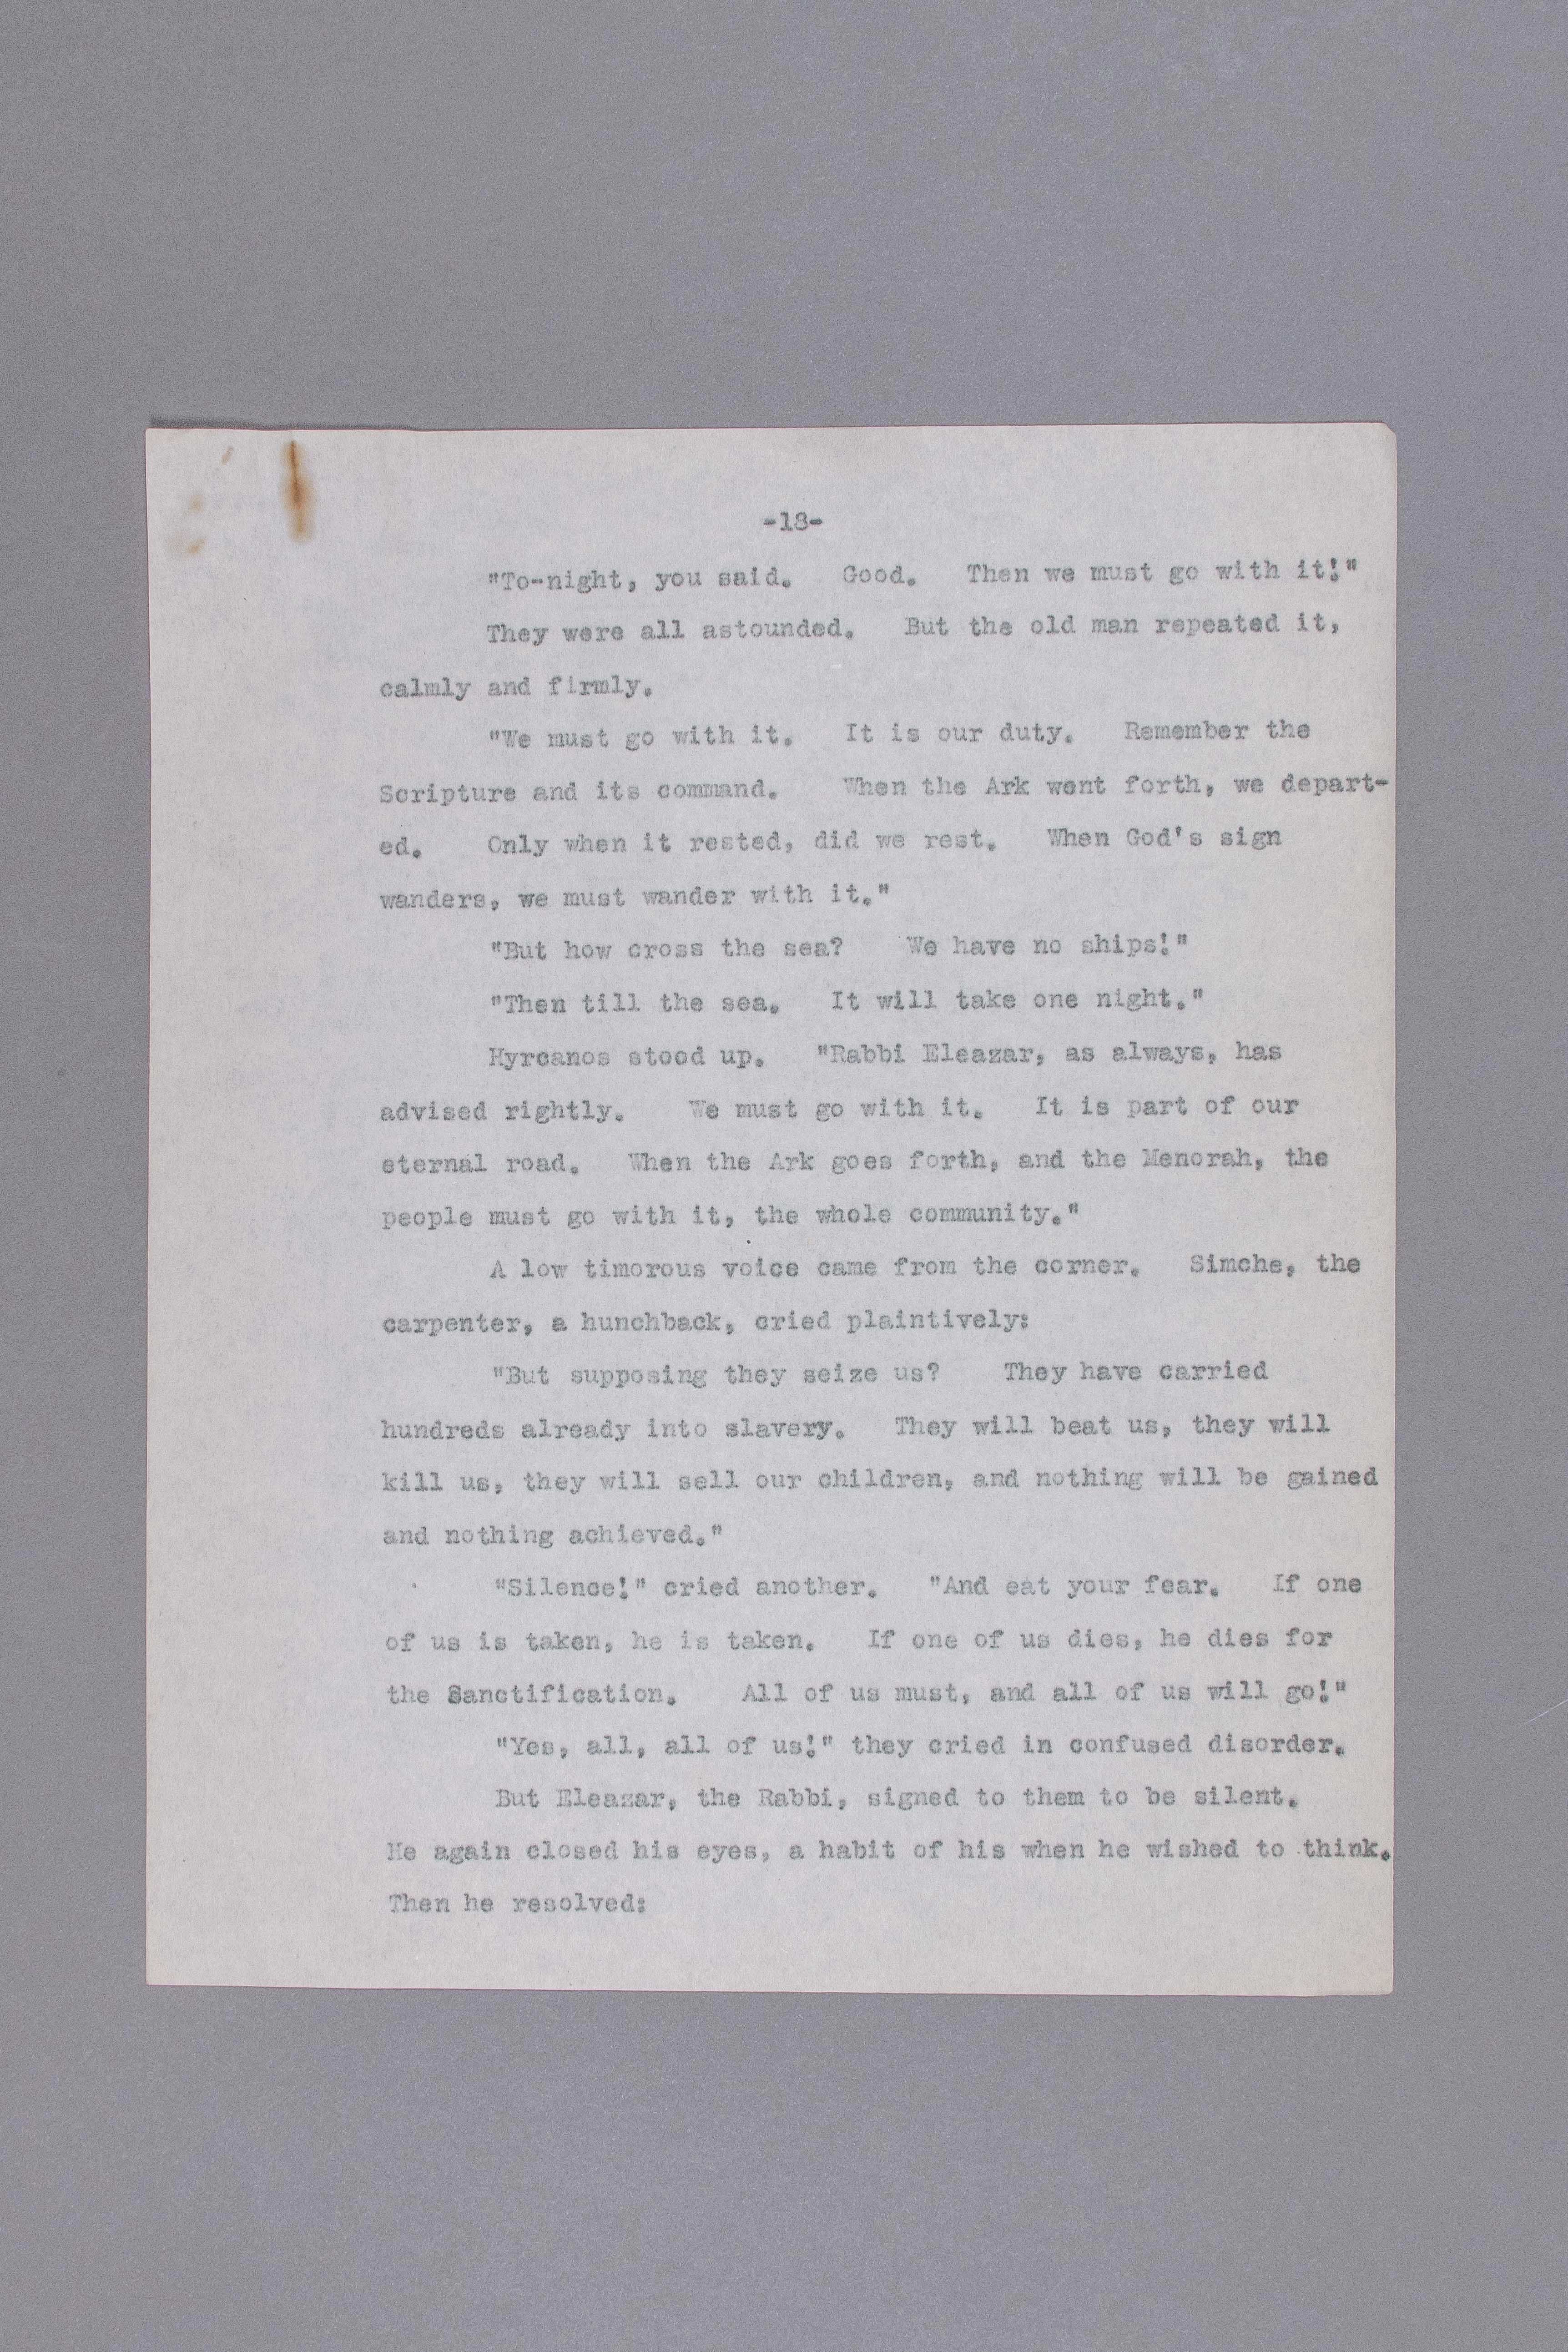 -18-
"To-night, you said. Good. Then we must go with it!"
They were all astounded. But the old man repeated it,
calmly and firmly.
"We must go with it. It is our duty. Remember the
Scripture and its command. When the Ark went forth, we depart-
ed. Only when it rested, did we rest. When God's sign
wanders, we must wander with it."
"But how cross the sea? We have no ships!"
"Then till the sea. It will take one night."
Hyrcanos stood up. "Rabbi Eleazar, as always, has
advised rightly. We must go with it. It is part of our
eternal road. When the Ark goes forth, and the Menorah, the
people must go with it, the whole community."
A low timorous voice came from the corner. Simche, the
carpenter, a hunchback, cried plaintively:
"But supposing they seize us? They have carried
hundreds already into slavery. They will beat us, they will
kill us, they will sell our children, and nothing will be gained
and nothing achieved."
"Silence!" cried another. "And eat your fear. If one
of us is taken, he is taken. If one of us dies, he dies for
the Sanctification. All of us must, and all of us will go!"
"Yes, all, all of us!" they cried in confused disorder.
But Eleazar, the Rabbi, signed to them to be silent.
He again closed his eyes, a habit of his when he wished to think.
Then he resolved: